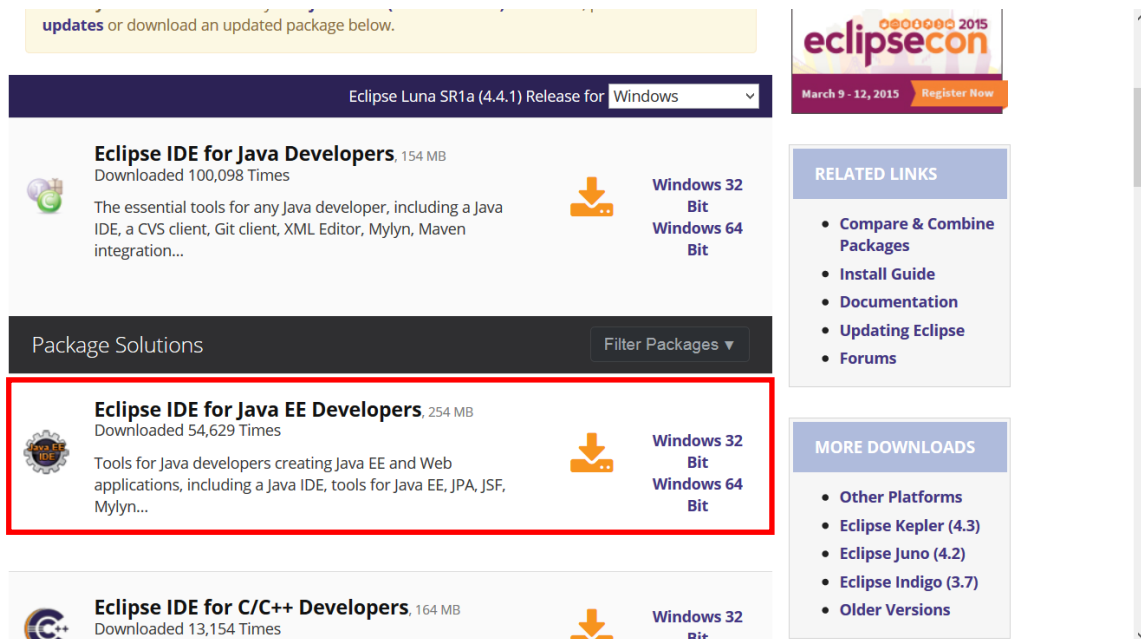 updates or download an updated package below.
Eclipse Luna SR1a (4.4.1) Release for Windows
Eclipse IDE for Java Developers, 154 MB
Downloaded 100,098 Times
The essential tools for any Java developer, including a Java
IDE, a CVS client, Git client, XML Editor, Mylyn, Maven
integration...
Windows 32
Bit
Windows 64
Bit
Package Solutions
Filter Packages ▼
Eclipse IDE for Java EE Developers, 254 MB
Downloaded 54,629 Times
Java EE
IDE
Tools for Java developers creating Java EE and Web
applications, including a Java IDE, tools for Java EE, JPA, JSF,
Mylyn...
Windows 32
Bit
Windows 64
Bit
Eclipse IDE for C/C++ Developers, 164 MB
Downloaded 13,154 Times
C++
Windows 32
Bit
2015
eclipsecon
March 9 - 12, 2015 Register Now
RELATED LINKS
Compare & Combine
Packages
Install Guide
Documentation
Updating Eclipse
Forums
MORE DOWNLOADS
Other Platforms
Eclipse Kepler (4.3)
Eclipse Juno (4.2)
Eclipse Indigo (3.7)
Older Versions